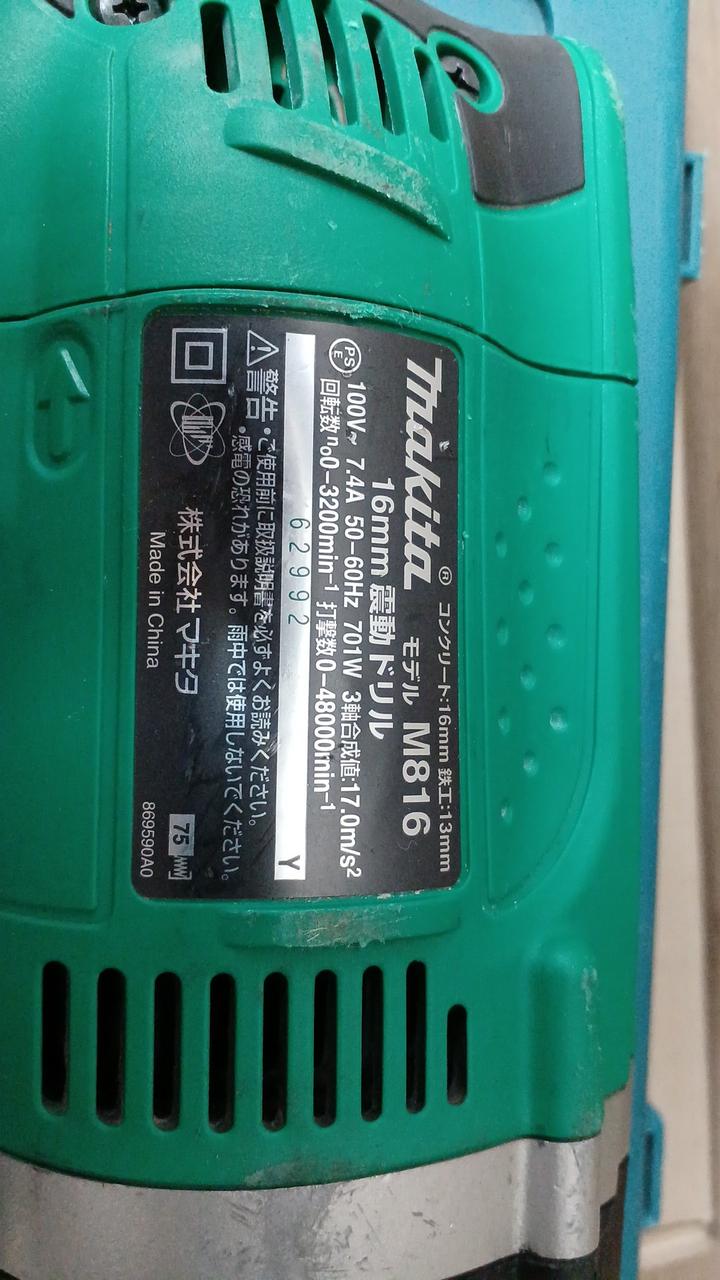 makita® コンクリート:16mm 鉄工:13mm
モデル M816
16mm 震動ドリル
PS
E
100V~ 7.4A 50-60Hz 701W 3軸合成値:17.0m/s²
回転数n₀0-3200min⁻¹ 打撃数0-48000min⁻¹
62992 Y
警告 •ご使用前に取扱説明書を必ずよくお読みください。
•感電の恐れがあります。雨中では使用しないでください。
株式会社 マキタ 75
Made in China 869590A0